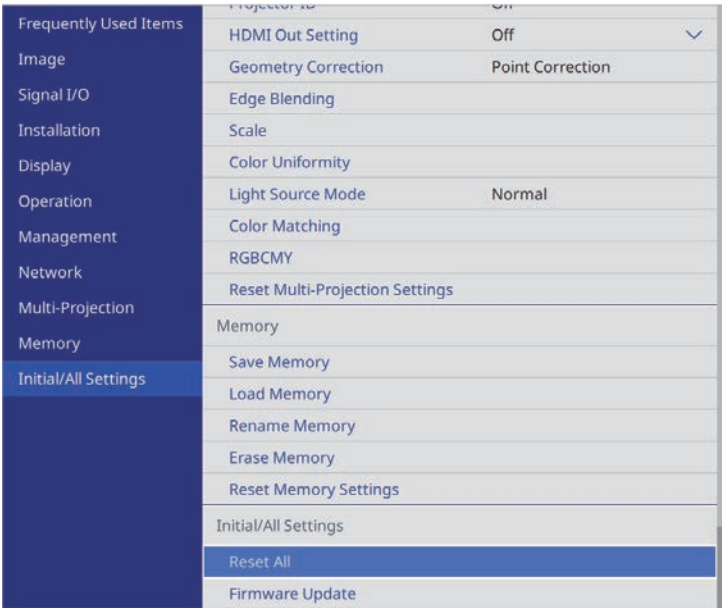 Frequently Used Items
Image
Signal I/O
Installation
Display
Operation
Management
Network
Multi-Projection
Memory
Initial/All Settings
Projector ID Off
HDMI Out Setting Off
Geometry Correction Point Correction
Edge Blending
Scale
Color Uniformity
Light Source Mode Normal
Color Matching
RGBCMY
Reset Multi-Projection Settings
Memory
Save Memory
Load Memory
Rename Memory
Erase Memory
Reset Memory Settings
Initial/All Settings
Reset All
Firmware Update